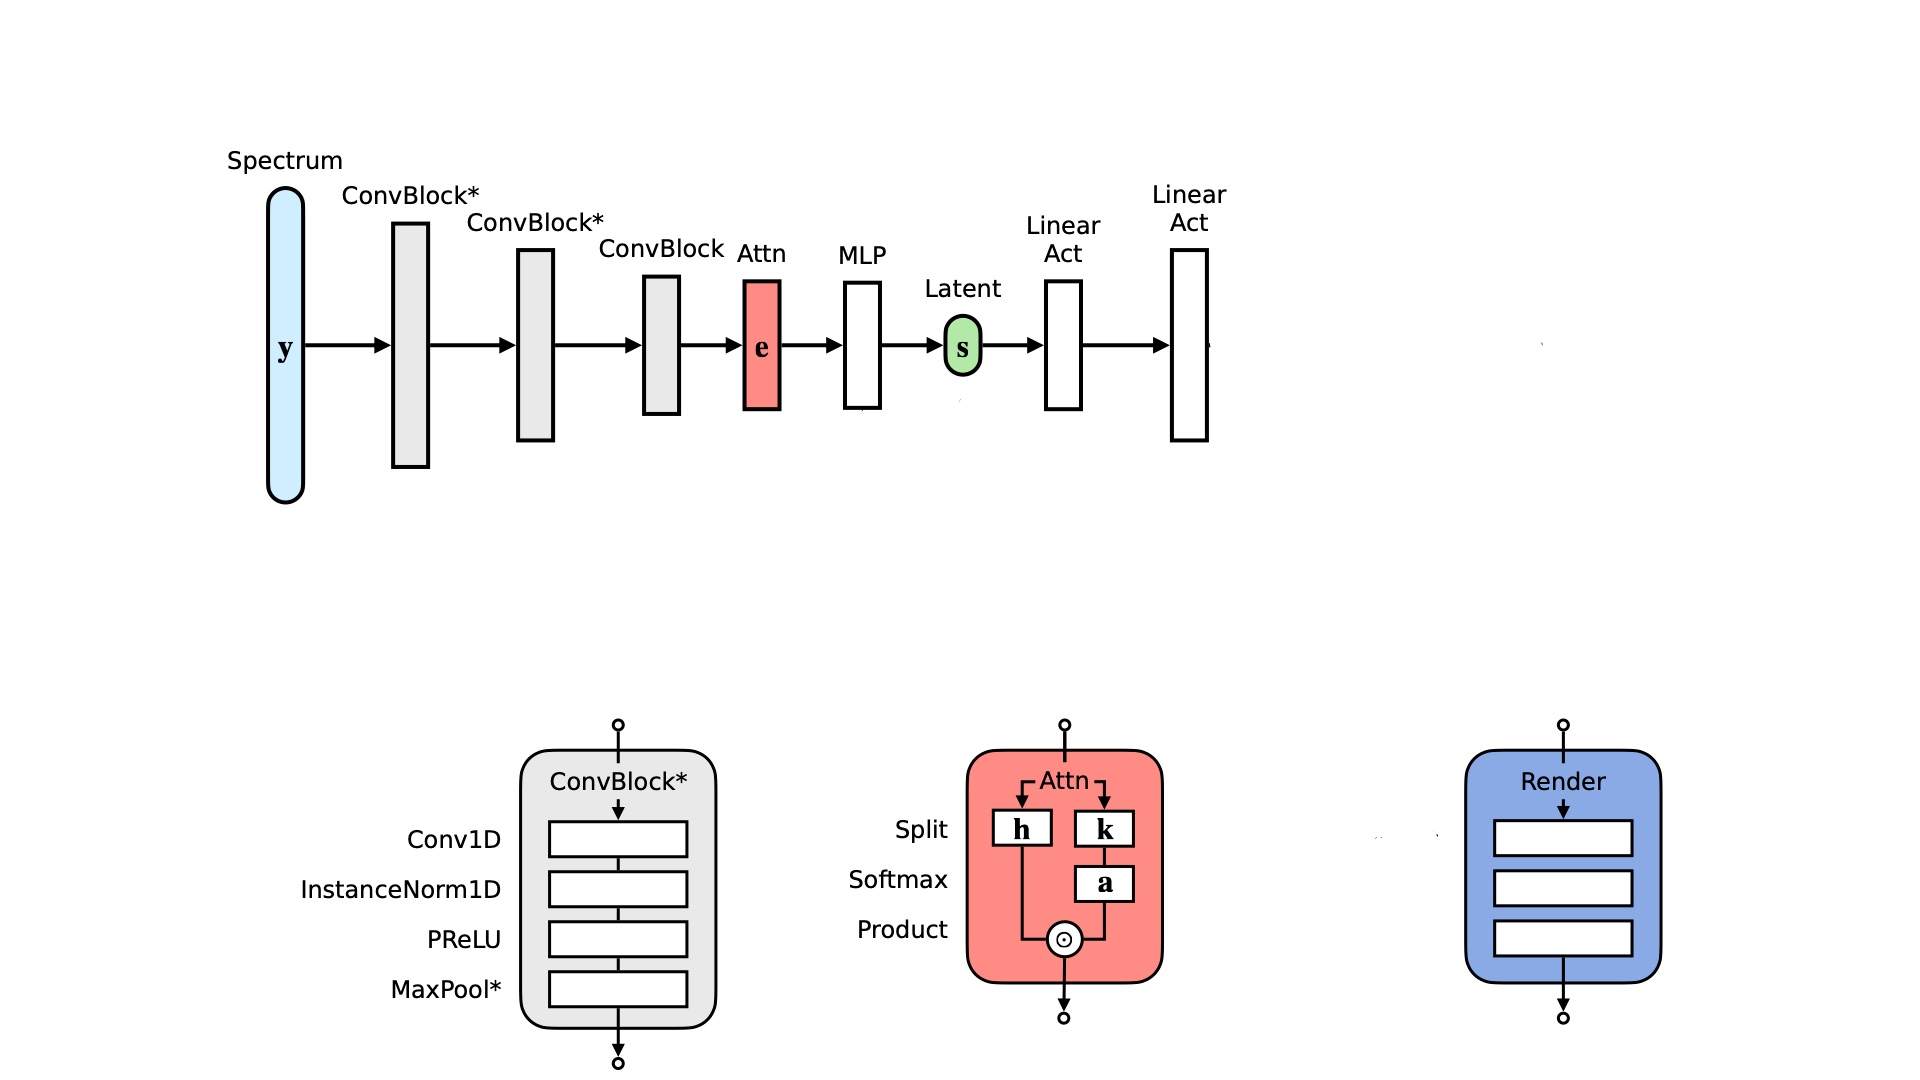 Spectrum
ConvBlock*
ConvBlock*
ConvBlock
Attn
MLP
Latent
Linear
Act
Linear
Act
y
e
s
ConvBlock*
Conv1D
InstanceNorm1D
PReLU
MaxPool*
Attn
Split
h
k
Softmax
a
Product
Render